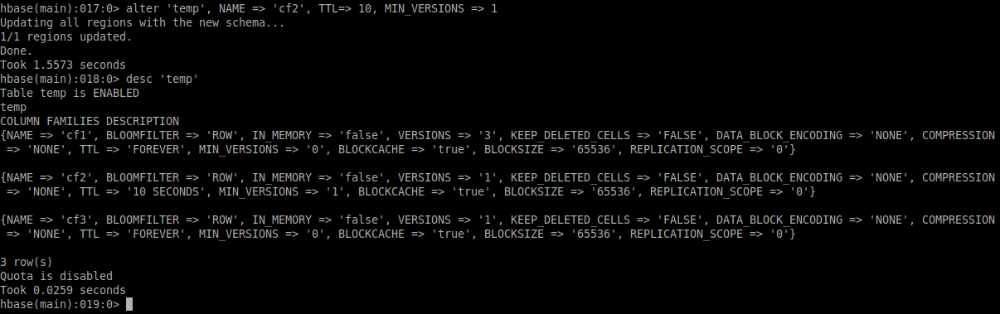 hbase(main):017:0> alter 'temp', NAME => 'cf2', TTL=> 10, MIN_VERSIONS => 1
Updating all regions with the new schema...
1/1 regions updated.
Done.
Took 1.5573 seconds
hbase(main):018:0> desc 'temp'
Table temp is ENABLED
temp
COLUMN FAMILIES DESCRIPTION
{NAME => 'cf1', BLOOMFILTER => 'ROW', IN_MEMORY => 'false', VERSIONS => '3', KEEP_DELETED_CELLS => 'FALSE', DATA_BLOCK_ENCODING => 'NONE', COMPRESSION
 => 'NONE', TTL => 'FOREVER', MIN_VERSIONS => '0', BLOCKCACHE => 'true', BLOCKSIZE => '65536', REPLICATION_SCOPE => '0'}
{NAME => 'cf2', BLOOMFILTER => 'ROW', IN_MEMORY => 'false', VERSIONS => '1', KEEP_DELETED_CELLS => 'FALSE', DATA_BLOCK_ENCODING => 'NONE', COMPRESSION
 => 'NONE', TTL => '10 SECONDS', MIN_VERSIONS => '1', BLOCKCACHE => 'true', BLOCKSIZE => '65536', REPLICATION_SCOPE => '0'}
{NAME => 'cf3', BLOOMFILTER => 'ROW', IN_MEMORY => 'false', VERSIONS => '1', KEEP_DELETED_CELLS => 'FALSE', DATA_BLOCK_ENCODING => 'NONE', COMPRESSION
 => 'NONE', TTL => 'FOREVER', MIN_VERSIONS => '0', BLOCKCACHE => 'true', BLOCKSIZE => '65536', REPLICATION_SCOPE => '0'}
3 row(s)
Quota is disabled
Took 0.0259 seconds
hbase(main):019:0>